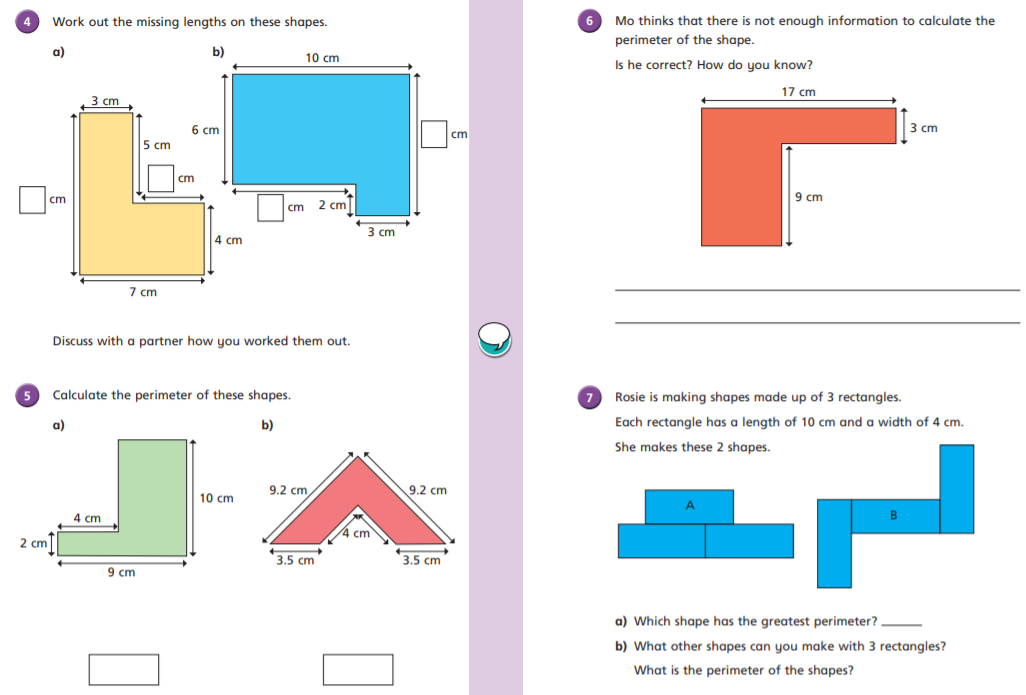 4 Work out the missing lengths on these shapes.
a)
b)
10 cm
3 cm
6 cm
5 cm
cm
cm
cm
cm 2 cm
3 cm
4 cm
7 cm
Discuss with a partner how you worked them out.
5 Calculate the perimeter of these shapes.
a)
b)
10 cm
4 cm
2 cm
9 cm
9.2 cm
9.2 cm
4 cm
3.5 cm
3.5 cm
6 Mo thinks that there is not enough information to calculate the
perimeter of the shape.
Is he correct? How do you know?
17 cm
3 cm
9 cm
7 Rosie is making shapes made up of 3 rectangles.
Each rectangle has a length of 10 cm and a width of 4 cm.
She makes these 2 shapes.
A
B
a) Which shape has the greatest perimeter?
b) What other shapes can you make with 3 rectangles?
What is the perimeter of the shapes?